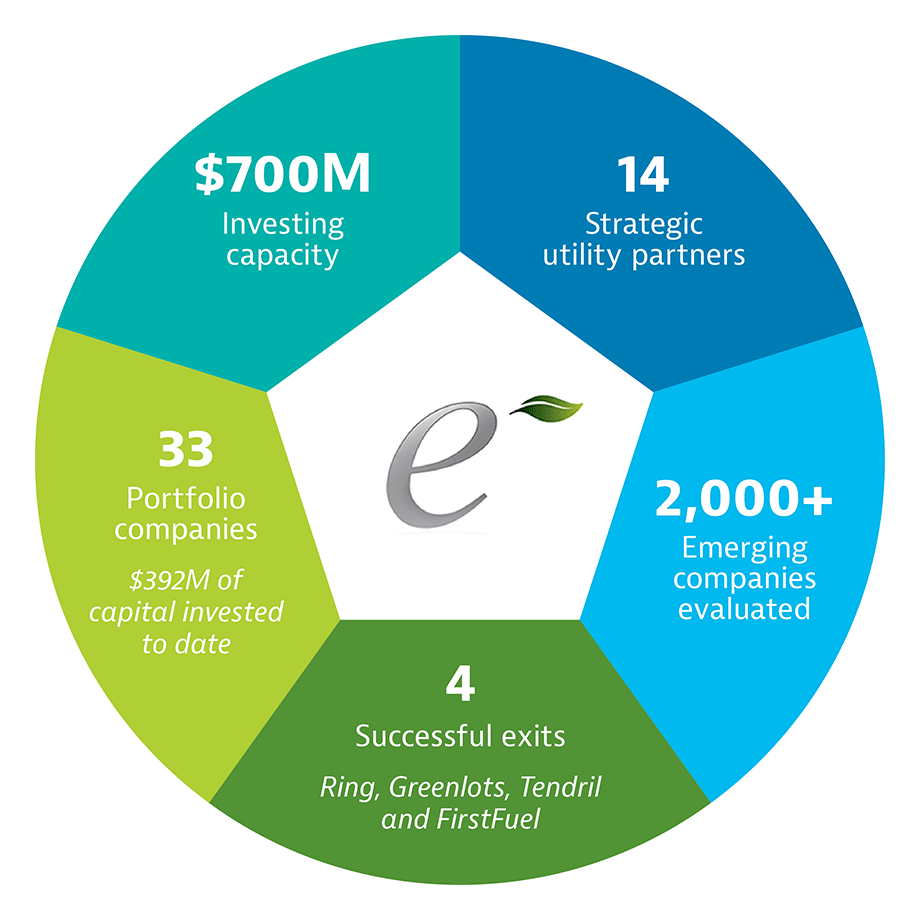 $700M
Investing
capacity
14
Strategic
utility partners
33
Portfolio
companies
$392M of
capital invested
to date
e
2,000+
Emerging
companies
evaluated
4
Successful exits
Ring, Greenlots, Tendril
and FirstFuel